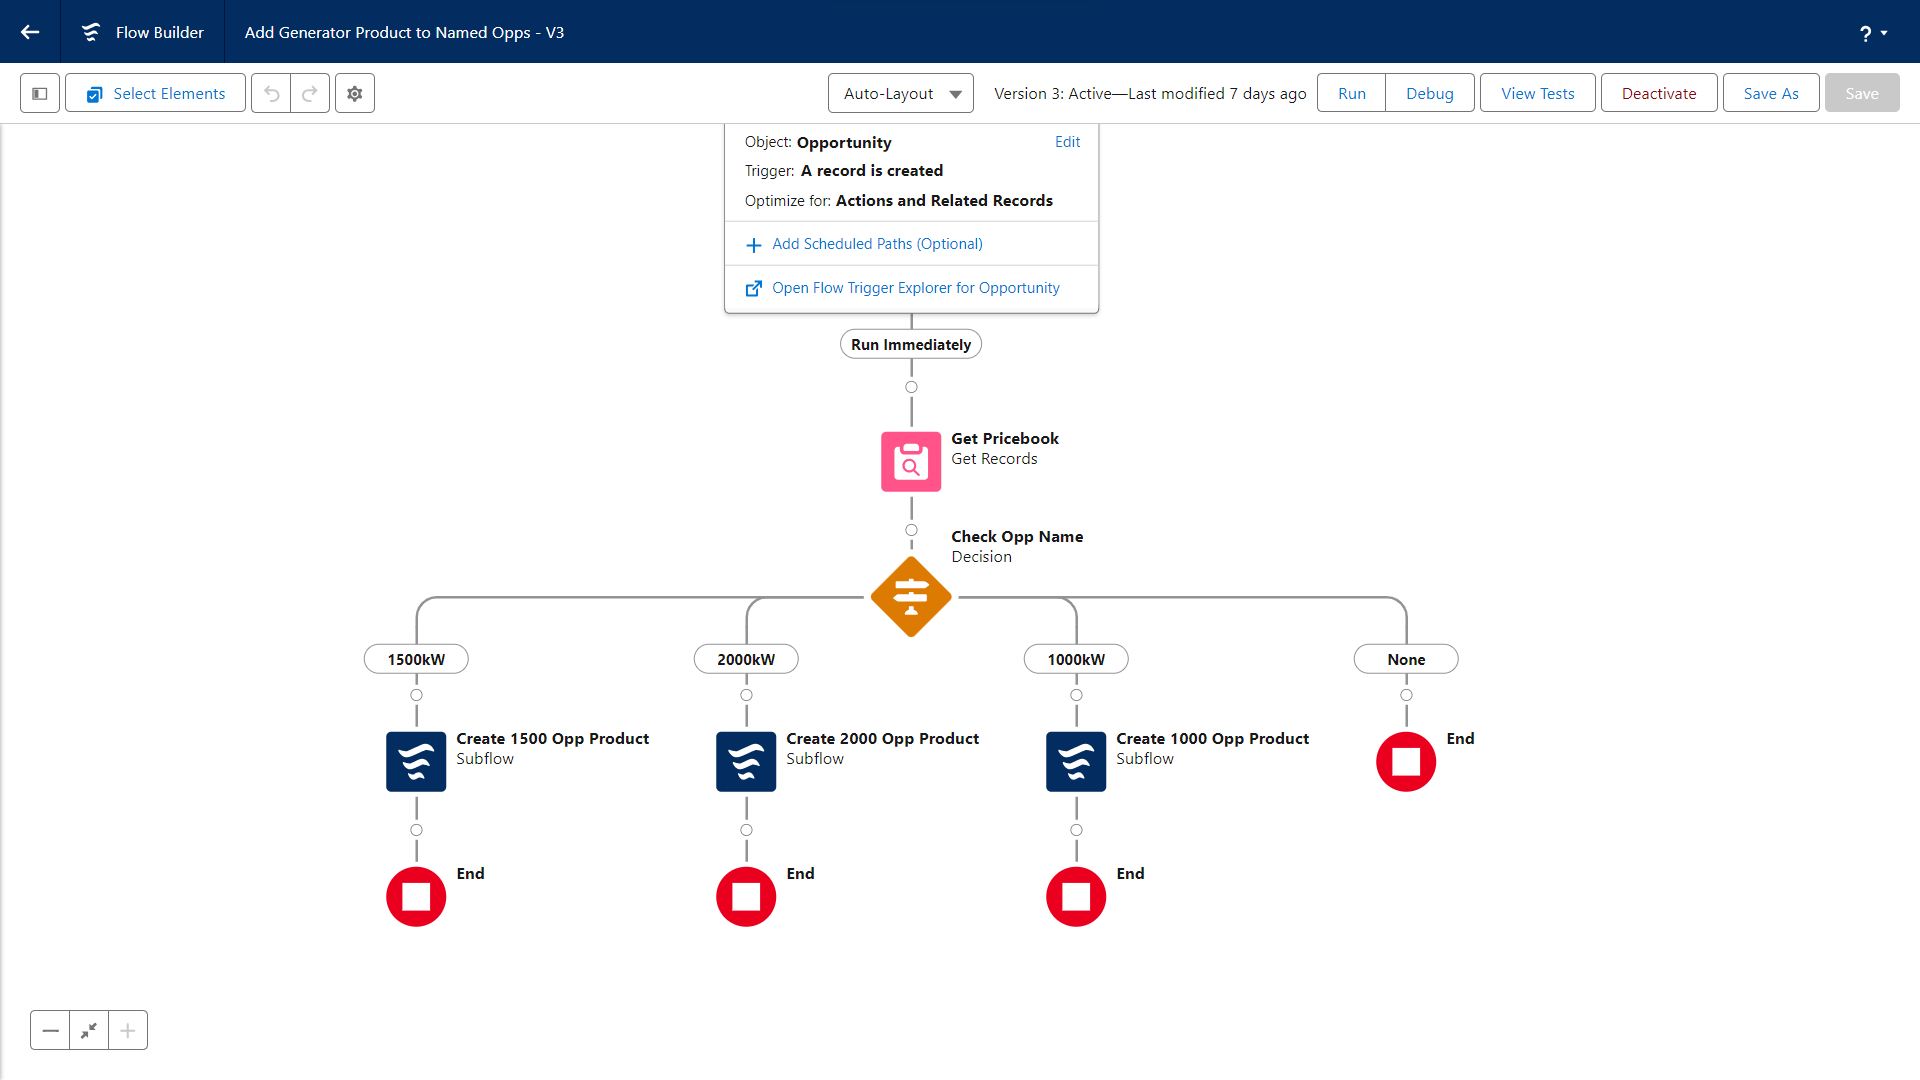 Flow Builder
Add Generator Product to Named Opps - V3
?
Select Elements
Auto-Layout
Version 3: Active—Last modified 7 days ago
Run
Debug
View Tests
Deactivate
Save As
Save
Object: Opportunity
Edit
Trigger: A record is created
Optimize for: Actions and Related Records
Add Scheduled Paths (Optional)
Open Flow Trigger Explorer for Opportunity
Run Immediately
Get Pricebook
Get Records
Check Opp Name
Decision
1500kW
2000kW
1000kW
None
Create 1500 Opp Product
Subflow
Create 2000 Opp Product
Subflow
Create 1000 Opp Product
Subflow
End
End
End
End